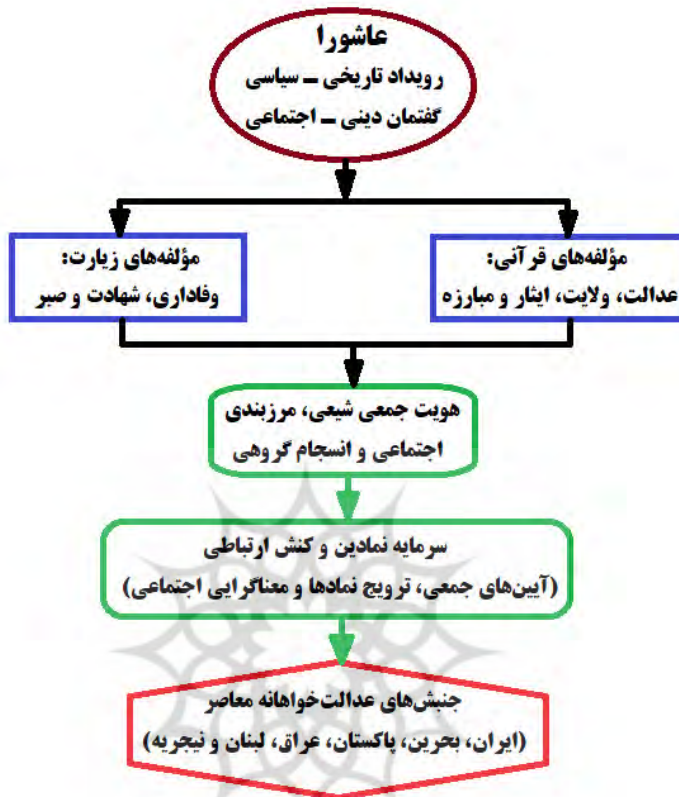 عاشورا
رویداد تاریخی ــ سیاسی
گفتمان دینی ــ اجتماعی
مؤلفه‌های قرآنی:
عدالت، ولایت، ایثار و مبارزه
مؤلفه‌های زیارت:
وفاداری، شهادت و صبر
هویت جمعی شیعی، مرزبندی
اجتماعی و انسجام گروهی
سرمایه نمادین و کنش ارتباطی
(آیین‌های جمعی، ترویج نمادها و معناگرایی اجتماعی)
جنبش‌های عدالت‌خواهانه معاصر
(ایران، بحرین، پاکستان، عراق، لبنان و نیجریه)